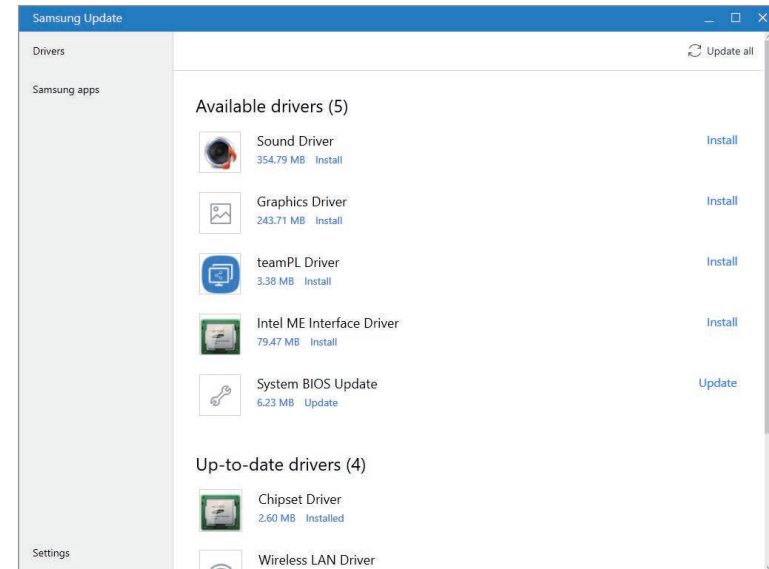 Samsung Update
Drivers
Update all
Samsung apps
Available drivers (5)
Sound Driver
Install
354.79 MB Install
Graphics Driver
Install
243.71 MB Install
teamPL Driver
Install
3.38 MB Install
Intel ME Interface Driver
Install
79.47 MB Install
System BIOS Update
Update
6.23 MB Update
Up-to-date drivers (4)
Chipset Driver
2.60 MB Installed
Settings
Wireless LAN Driver